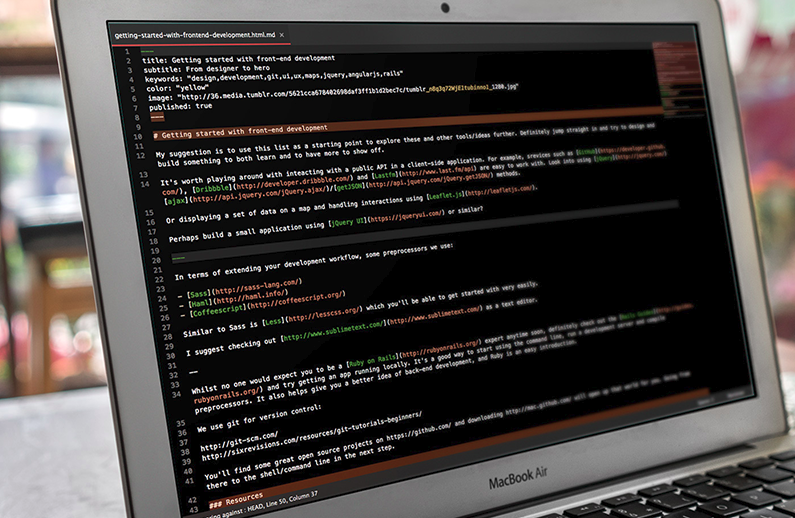 getting-started-with-frontend-development.html.md ×
1 ---
2 title: Getting started with front-end development
3 subtitle: From designer to hero
4 keywords: "design,development,git,ui,ux,maps,jquery,angularjs,rails"
5 color: "yellow"
6 image: "http://36.media.tumblr.com/
7 published: true
8 ---
9
10 # Getting started with front-end development
11
12 My suggestion is to use this list as a starting point to explore these and other tools/ideas further. Definitely jump straight in and try to design and
build something to both learn and to have more to show off.
13
14 It's worth playing around with inteacting with a public API in a client-side application. For example, srevices such as [GitHub](https://developer.github.
com/), [Dribbble](http://developer.dribbble.com/) and [Lastfm](http://www.last.fm/api) are easy to work with. Look into using [jQuery](http://jquery.com/)
[ajax](http://api.jquery.com/jQuery.ajax/)/[getJSON](http://api.jquery.com/jQuery.getJSON/) methods.
15
16 Or displaying a set of data on a map and handling interactions using [Leaflet.js](http://leafletjs.com/).
17
18 Perhaps build a small application using [jQuery UI](https://jqueryui.com/) or similar?
19
20 ---
21
22 In terms of extending your development workflow, some preprocessors we use:
23
24 - [Sass](http://sass-lang.com/)
25 - [Haml](http://haml.info/)
26 - [Coffeescript](http://coffeescript.org/)
27
28 Similar to Sass is [Less](http://lesscss.org/) which you'll be able to get started with very easily.
29
30 I suggest checking out [http://www.sublimetext.com/](http://www.sublimetext.com/) as a text editor.
31
32 ——
33
34 Whilst no one would expect you to be a [Ruby on Rails](http://rubyonrails.org/) expert anytime soon, definitely check out the [Rails Guides](http://guides.
rubyonrails.org/) and try getting an app running locally. It's a good way to start using the command line, run a development server and compile
preprocessors. It also helps give you a better idea of back-end development, and Ruby is an easy introduction.
35
36 We use git for version control:
37
38 http://git-scm.com/
39 http://sixrevisions.com/resources/git-tutorials-beginners/
40
41 You'll find some great open source projects on https://github.com/ and downloading http://mac.github.com/ will open up that world for you. Being true
there to the shell/command line in the next step.
42
43 ### Resources
against: HEAD, Line 50, Column 37
MacBook Air